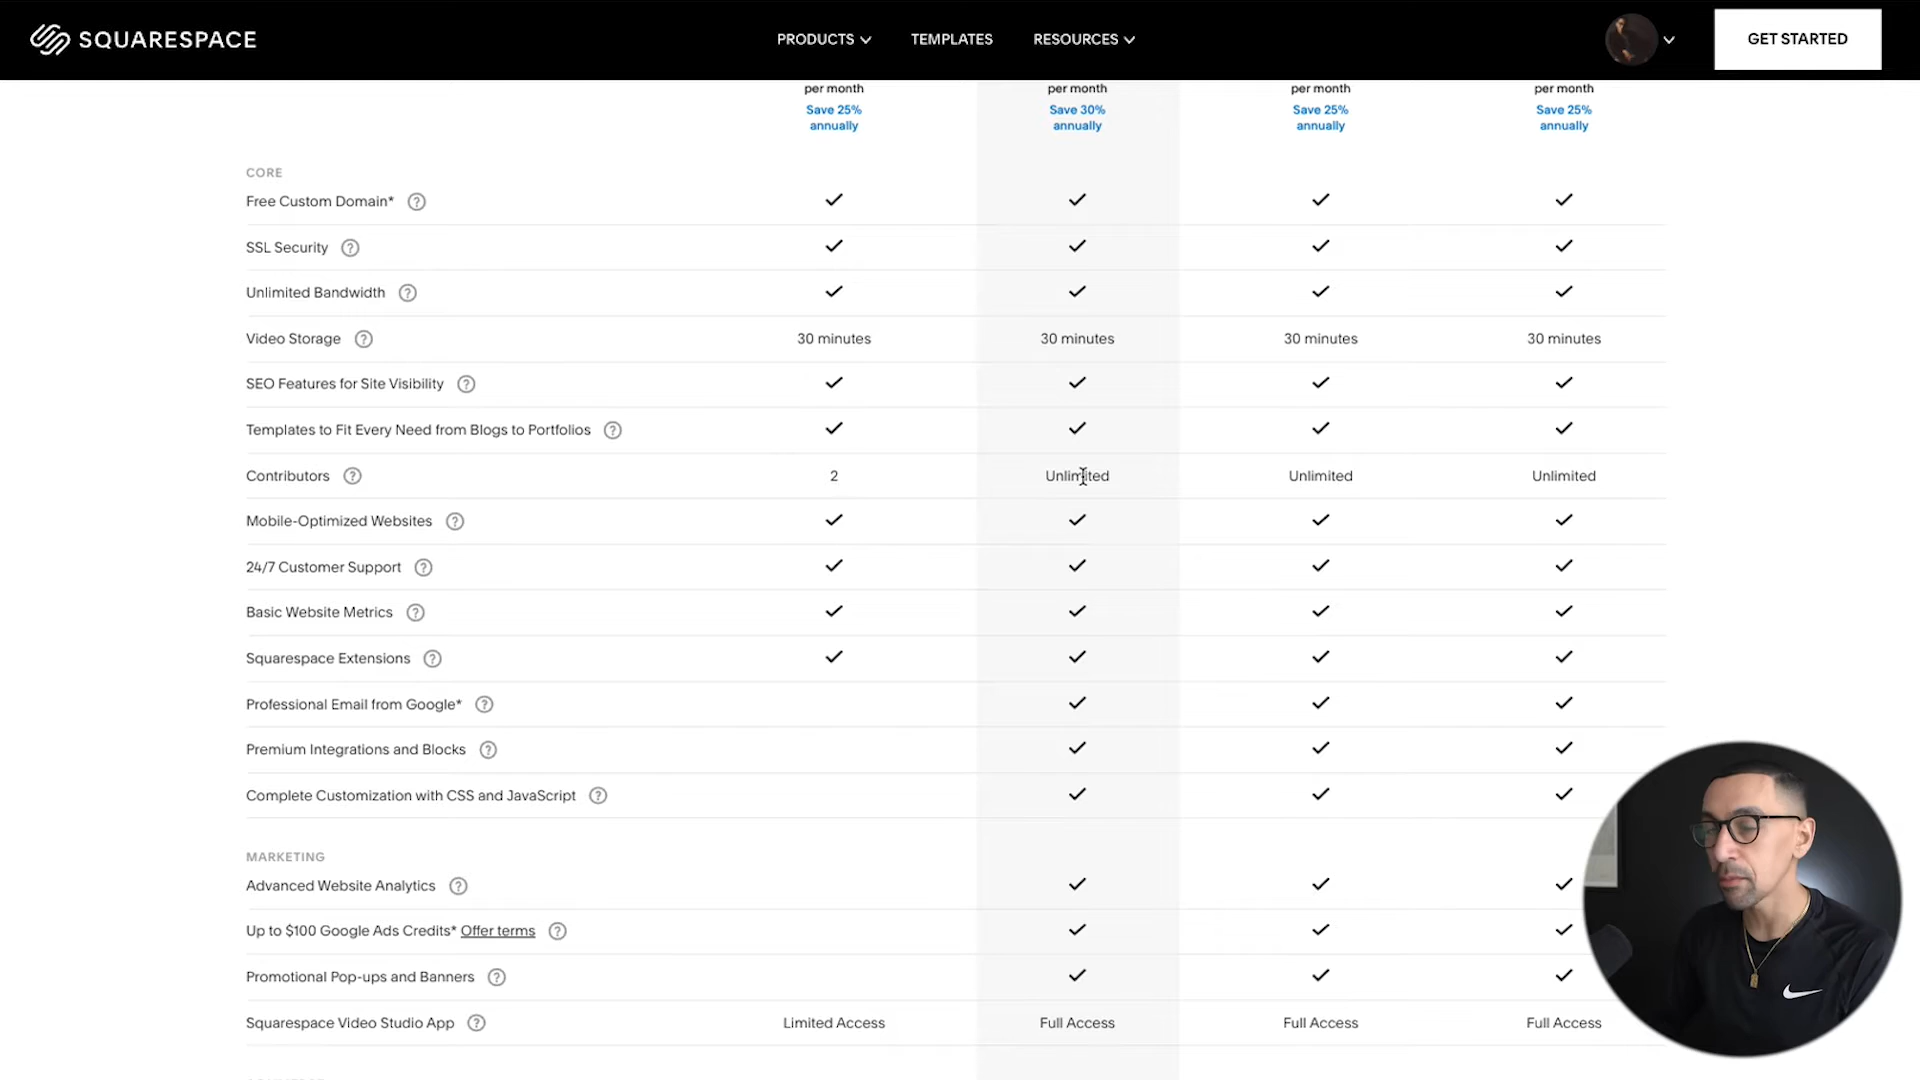 SQUARESPACE
PRODUCTS TEMPLATES RESOURCES GET STARTED
per month per month per month per month
Save 25% Save 30% Save 25% Save 25%
annually annually annually annually
CORE
Free Custom Domain* ?
SSL Security ?
Unlimited Bandwidth ?
Video Storage ? 30 minutes 30 minutes 30 minutes 30 minutes
SEO Features for Site Visibility ?
Templates to Fit Every Need from Blogs to Portfolios ?
Contributors ? 2 Unlimited Unlimited Unlimited
Mobile-Optimized Websites ?
24/7 Customer Support ?
Basic Website Metrics ?
Squarespace Extensions ?
Professional Email from Google* ?
Premium Integrations and Blocks ?
Complete Customization with CSS and JavaScript ?
MARKETING
Advanced Website Analytics ?
Up to $100 Google Ads Credits* Offer terms ?
Promotional Pop-ups and Banners ?
Squarespace Video Studio App ? Limited Access Full Access Full Access Full Access